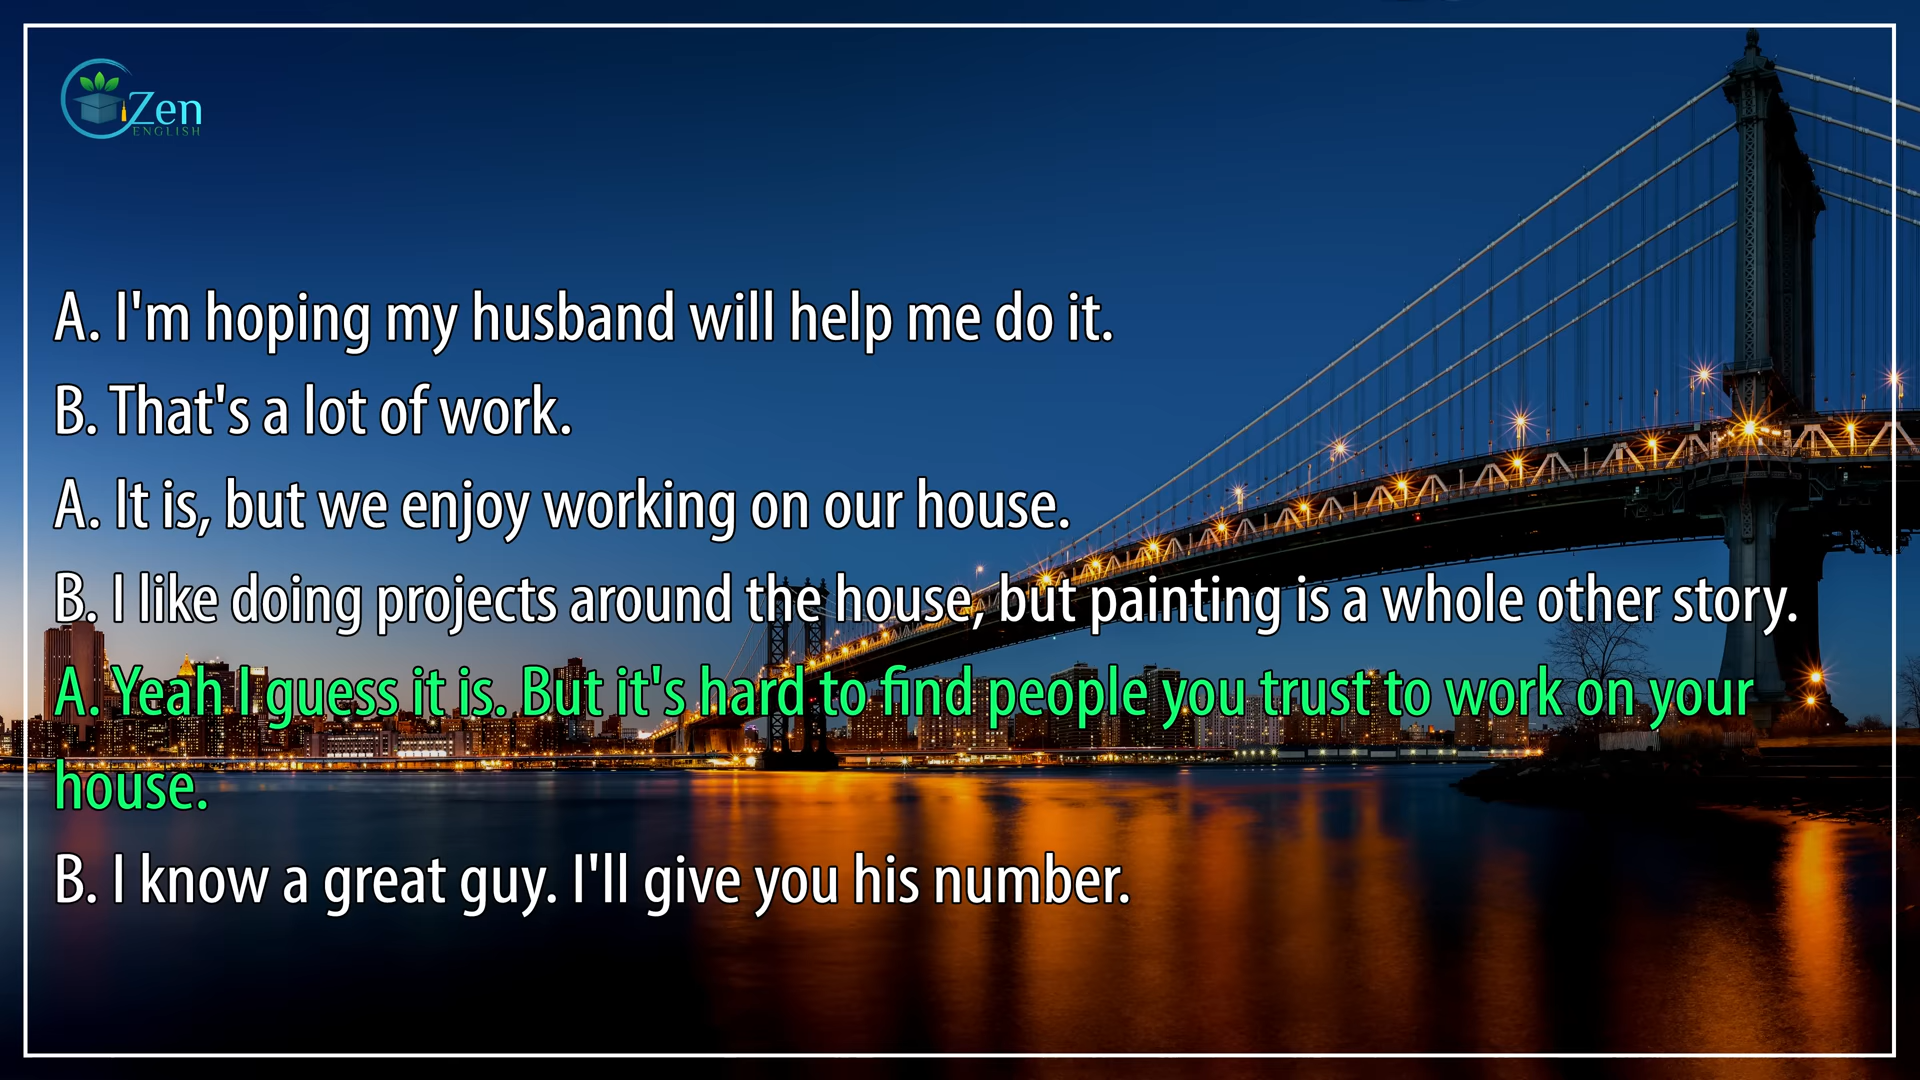 Zen
ENGLISH
A. I'm hoping my husband will help me do it.
B. That's a lot of work.
A. It is, but we enjoy working on our house.
B. I like doing projects around the house, but painting is a whole other story.
A. Yeah I guess it is. But it's hard to find people you trust to work on your
house.
B. I know a great guy. I'll give you his number.